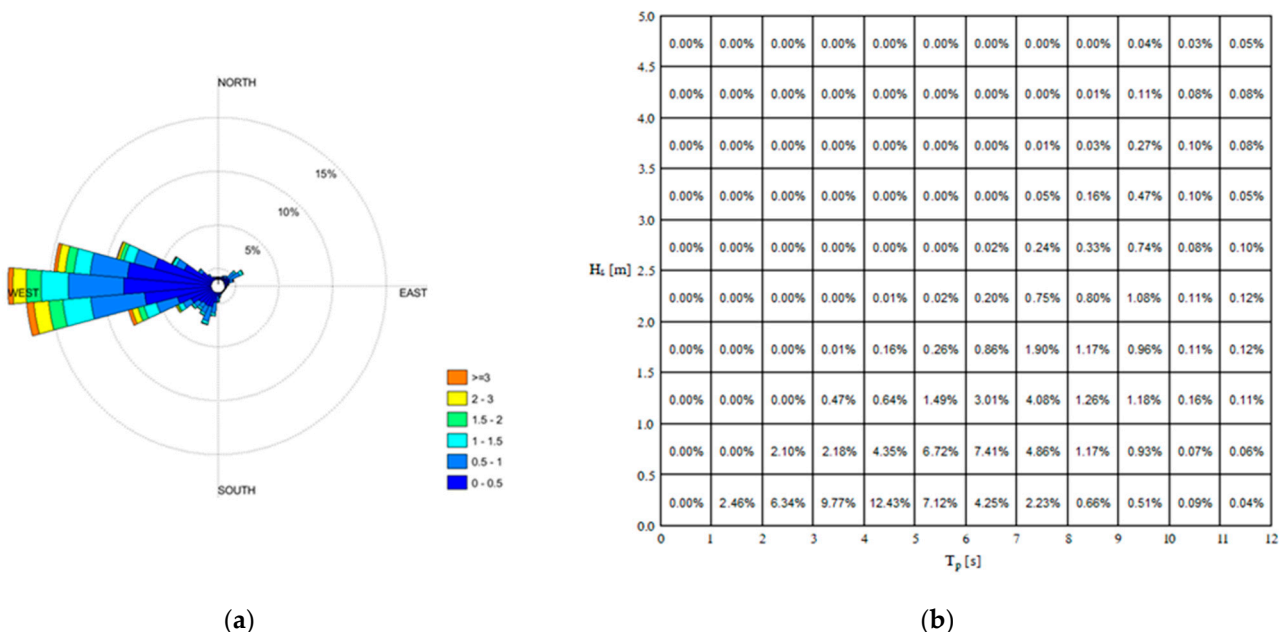 NORTH
15%
10%
5%
WEST
EAST
SOUTH
>=3
2 - 3
1.5 - 2
1 - 1.5
0.5 - 1
0 - 0.5
(a)
5.0
0.00% 0.00% 0.00% 0.00% 0.00% 0.00% 0.00% 0.00% 0.00% 0.04% 0.03% 0.05%
4.5
0.00% 0.00% 0.00% 0.00% 0.00% 0.00% 0.00% 0.00% 0.01% 0.11% 0.08% 0.08%
4.0
0.00% 0.00% 0.00% 0.00% 0.00% 0.00% 0.00% 0.01% 0.03% 0.27% 0.10% 0.08%
3.5
0.00% 0.00% 0.00% 0.00% 0.00% 0.00% 0.00% 0.05% 0.16% 0.47% 0.10% 0.05%
3.0
0.00% 0.00% 0.00% 0.00% 0.00% 0.00% 0.02% 0.24% 0.33% 0.74% 0.08% 0.10%
Hs [m] 2.5
0.00% 0.00% 0.00% 0.00% 0.01% 0.02% 0.20% 0.75% 0.80% 1.08% 0.11% 0.12%
2.0
0.00% 0.00% 0.00% 0.01% 0.16% 0.26% 0.86% 1.90% 1.17% 0.96% 0.11% 0.12%
1.5
0.00% 0.00% 0.00% 0.47% 0.64% 1.49% 3.01% 4.08% 1.26% 1.18% 0.16% 0.11%
1.0
0.00% 0.00% 2.10% 2.18% 4.35% 6.72% 7.41% 4.86% 1.17% 0.93% 0.07% 0.06%
0.5
0.00% 2.46% 6.34% 9.77% 12.43% 7.12% 4.25% 2.23% 0.66% 0.51% 0.09% 0.04%
0.0
0 1 2 3 4 5 6 7 8 9 10 11 12
Tp [s]
(b)